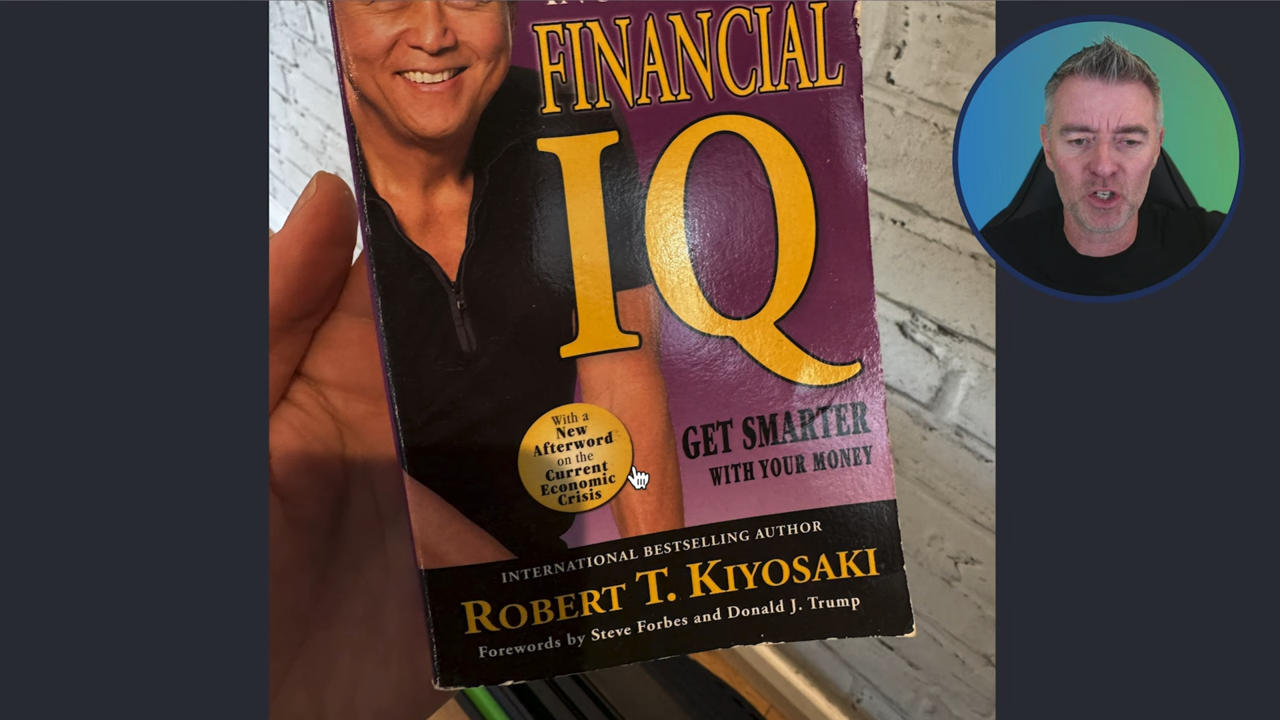 FINANCIAL
IQ
With a
New
Afterword
on the
Current
Economic
Crisis
GET SMARTER
WITH YOUR MONEY
INTERNATIONAL BESTSELLING AUTHOR
ROBERT T. KIYOSAKI
Forewords by Steve Forbes and Donald J. Trump